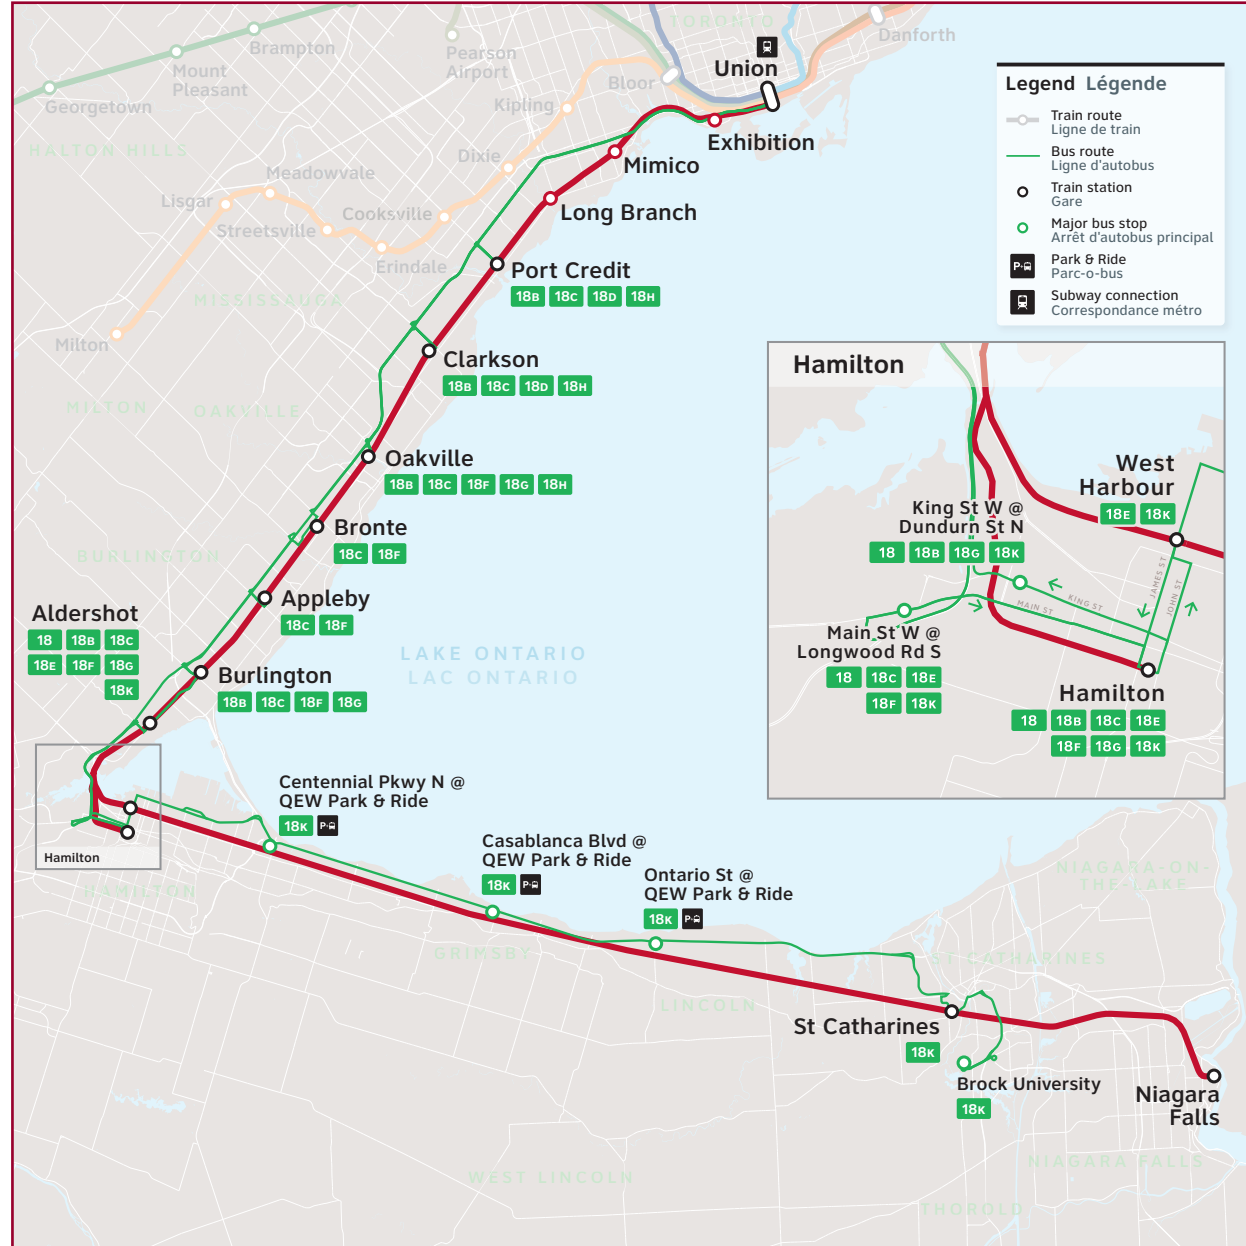 TORONTO
Danforth
Brampton
Pearson
Airport
Mount
Pleasant
Georgetown
Union
Bloor
Kipling
Exhibition
HALTON HILLS
Dixie
Mimico
Meadowvale
Lisgar
Cooksville
Long Branch
Streetsville
Erindale
Port Credit
18B 18C 18D 18H
MISSISSAUGA
Milton
Clarkson
18B 18C 18D 18H
MILTON
OAKVILLE
Oakville
18B 18C 18F 18G 18H
Bronte
18C 18F
BURLINGTON
Appleby
18C 18F
Aldershot
18 18B 18C
18E 18F 18G
18K
Burlington
18B 18C 18F 18G
LAKE ONTARIO
LAC ONTARIO
Legend Légende
Train route
Ligne de train
Bus route
Ligne d'autobus
Train station
Gare
Major bus stop
Arrêt d'autobus principal
P Park & Ride
Parc-o-bus
Subway connection
Correspondance métro
Hamilton
West
Harbour
18E 18K
King St W @
Dundurn St N
18 18B 18G 18K
JAMES ST
JOHN ST
KING ST
MAIN ST
Main St W @
Longwood Rd S
18 18C 18E
18F 18K
Hamilton
18 18B 18C 18E
18F 18G 18K
Hamilton
HAMILTON
Centennial Pkwy N @
QEW Park & Ride
18K P
Casablanca Blvd @
QEW Park & Ride
18K P
Ontario St @
QEW Park & Ride
18K P
GRIMSBY
LINCOLN
NIAGARA-ON-
THE-LAKE
ST CATHARINES
St Catharines
18K
Brock University
18K
Niagara
Falls
NIAGARA FALLS
WEST LINCOLN
THOROLD